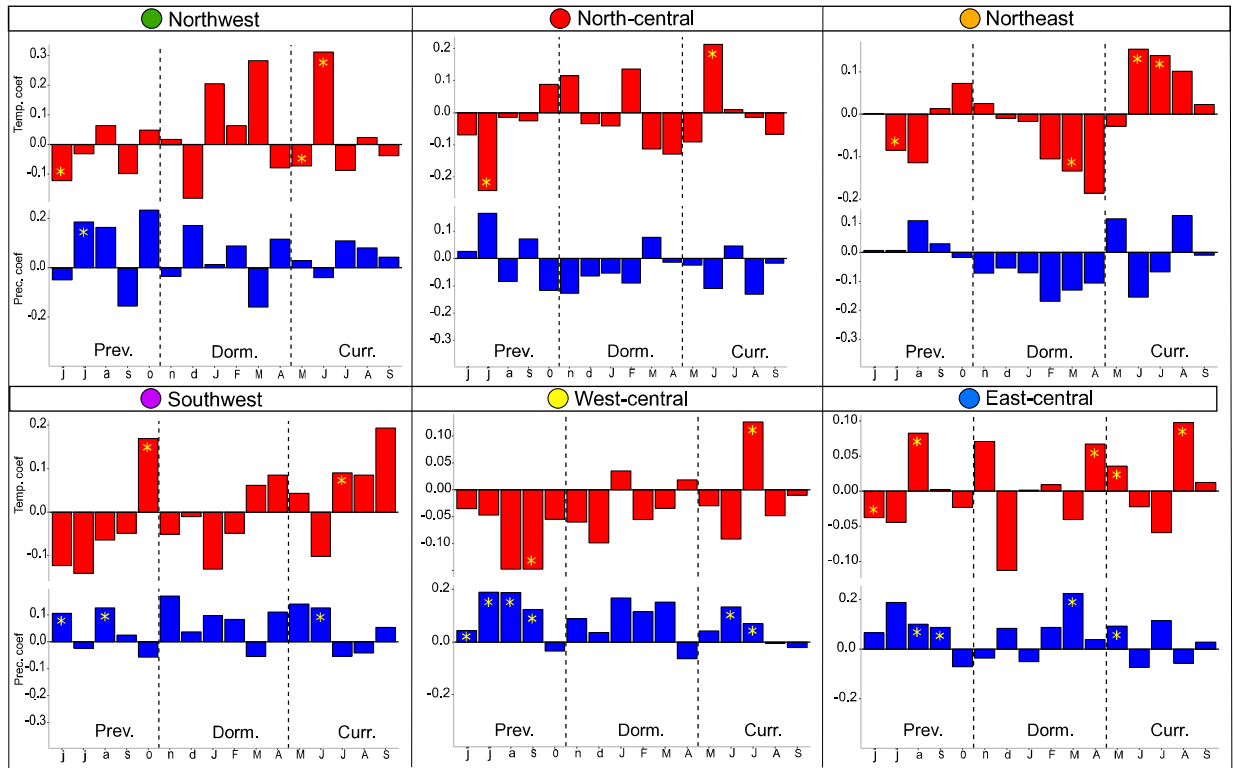 Northwest
North-central
Northeast
Temp. coef
0.3
0.2
0.1
0.0
-0.1
Prec. coef
0.2
0.0
-0.2
Prev.
Dorm.
Curr.
j j a S 0 n d J F M A M J J A S
0.2
0.1
0.0
-0.1
-0.2
0.1
0.0
-0.1
-0.2
-0.3
Prev.
Dorm.
Curr.
j j a S 0 n d J F M A M J J A S
0.1
0.0
-0.1
-0.2
0.1
0.0
-0.1
-0.2
-0.3
Prev.
Dorm.
Curr.
j j a S 0 n d J F M A M J J A S
Southwest
West-central
East-central
Temp. coef
0.2
0.1
0.0
-0.1
Prec. coef
0.1
0.0
-0.1
-0.2
-0.3
Prev.
Dorm.
Curr.
j j a S o n d J F M A M J J A S
0.10
0.05
0.00
-0.05
-0.10
0.2
0.0
-0.2
Prev.
Dorm.
Curr.
j j a S o n d J F M A M J J A S
0.10
0.05
0.00
-0.05
-0.10
0.2
0.0
-0.2
Prev.
Dorm.
Curr.
j j a S O n d J F M A M J J A S